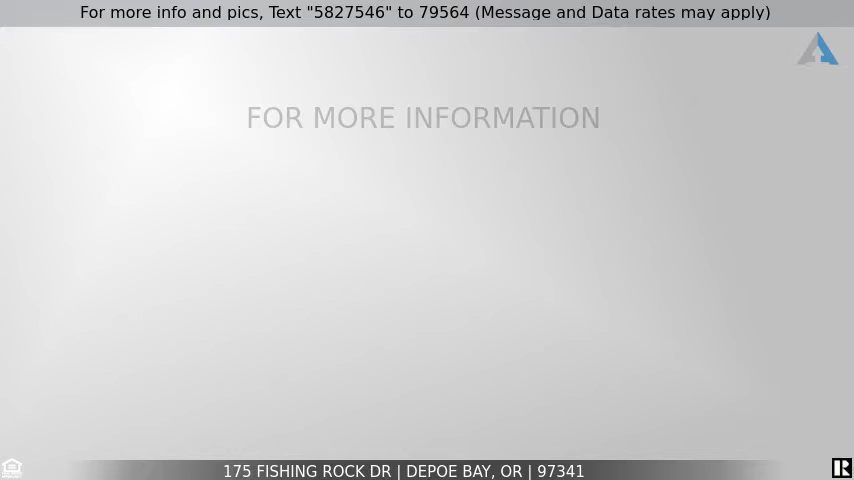 For more info and pics, Text "5827546" to 79564 (Message and Data rates may apply)
FOR MORE INFORMATION
175 FISHING ROCK DR | DEPOE BAY, OR | 97341